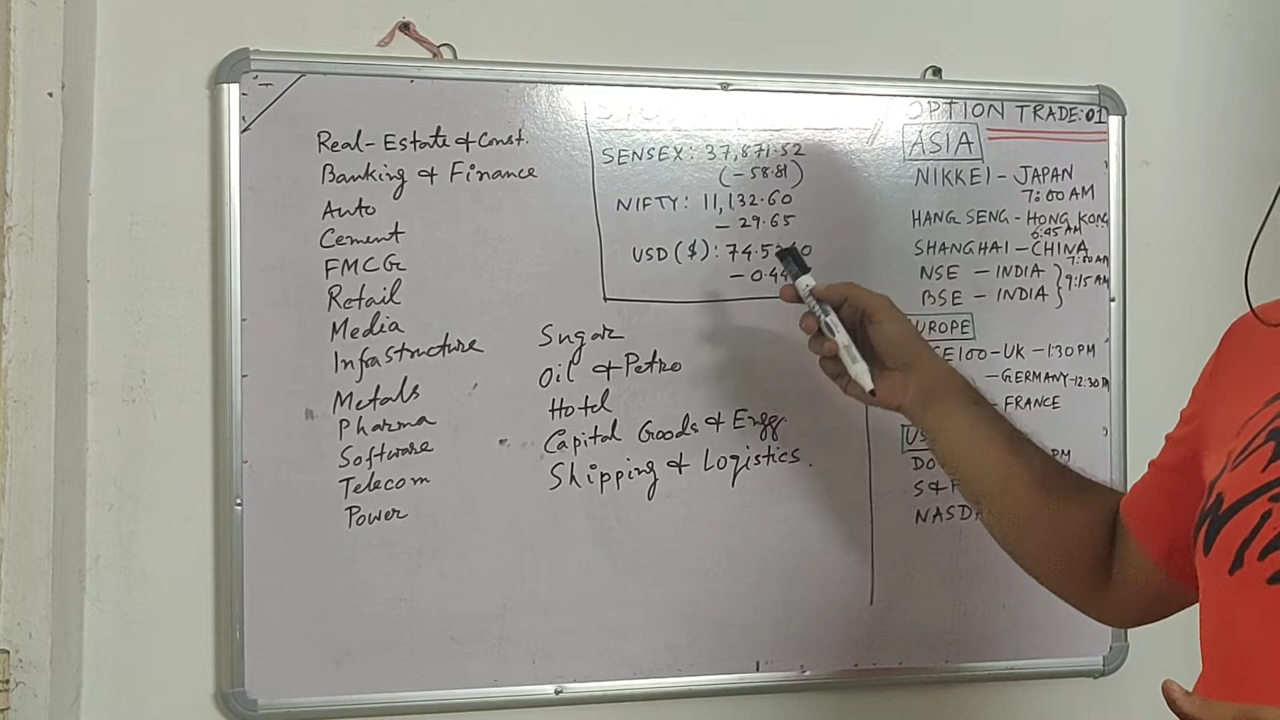 Real-Estate & Const.
Banking & Finance
Auto
Cement
FMCG
Retail
Media
Infrastructure
Metals
Pharma
Software
Telecom
Power
Sugar
Oil & Petro
Hotel
Capital Goods & Engg.
Shipping & Logistics.
SENSEX: 37,871.52
(-58.81)
NIFTY: 11,132.60
- 29.65
USD($):
OPTION TRADE:01
ASIA
NIKKEI - JAPAN
7:00 AM
HANG SENG - HONG KONG
6:45 AM
SHANGHAI - CHINA
7:00 AM
NSE - INDIA
BSE - INDIA
9:15 AM
- UK - 1:30 PM
- GERMANY - 12:30 PM
- FRANCE
PM